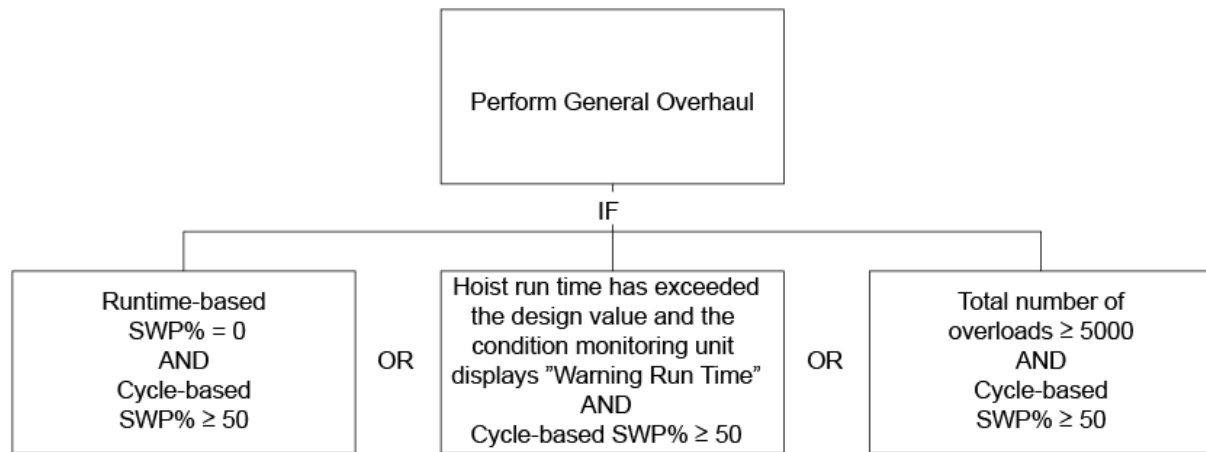 Perform General Overhaul
IF
Runtime-based
SWP% = 0
AND
Cycle-based
SWP% ≥ 50
OR
Hoist run time has exceeded
the design value and the
condition monitoring unit
displays ”Warning Run Time”
AND
Cycle-based SWP% ≥ 50
OR
Total number of
overloads ≥ 5000
AND
Cycle-based
SWP% ≥ 50